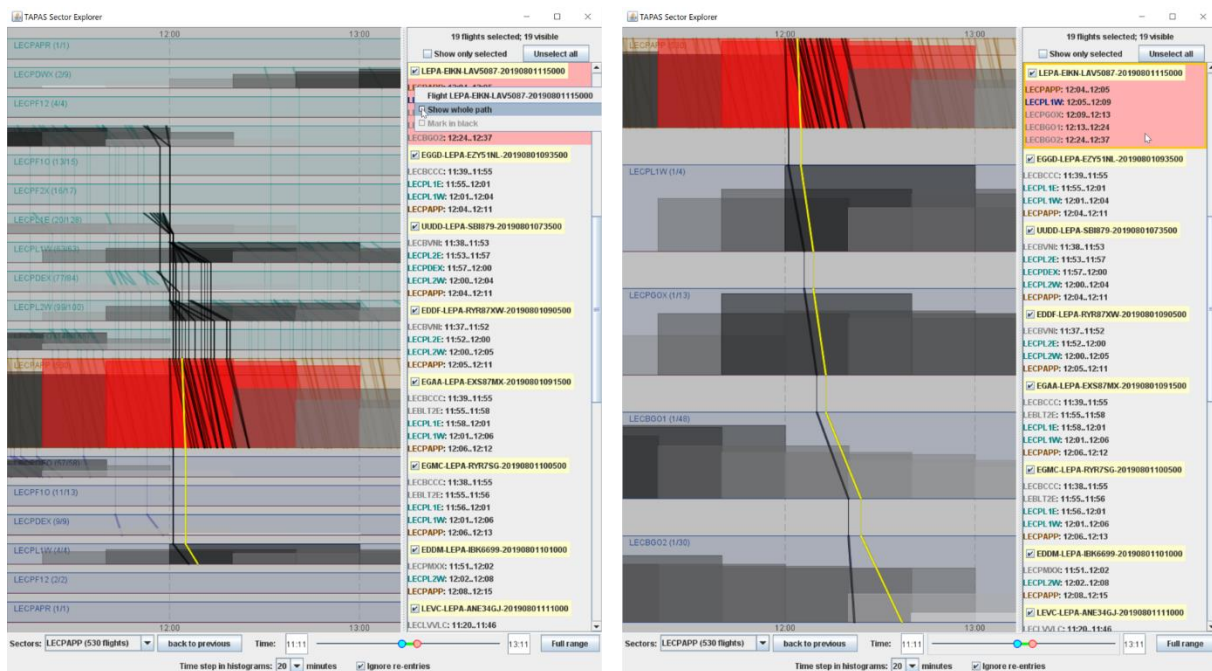 TAPAS Sector Explorer
12:00
13:00
LECPAPR (1/1)
LECPDWX (2/9)
LECPF12 (4/4)
LECPF1O (13/15)
LECPF2X (16/17)
LECPL1E (20/128)
LECPL1W (63/63)
LECPDEX (77/84)
LECPL2W (99/100)
LECPF1O (11/13)
LECPDEX (9/9)
LECPL1W (4/4)
LECPF12 (2/2)
LECPAPR (1/1)
12:00
13:00
19 flights selected; 19 visible
Show only selected
Unselect all
LEPA-EIKN-LAV5087-20190801115000
Flight LEPA-EIKN-LAV5087-20190801115000
Show whole path
Mark in black
LECBGO2: 12:24..12:37
EGGD-LEPA-EZY51NL-20190801093500
LECBCCC: 11:39..11:55
LECPL1E: 11:55..12:01
LECPL1W: 12:01..12:04
LECPAPP: 12:04..12:11
UUDD-LEPA-SBI879-20190801073500
LECBVNI: 11:38..11:53
LECPL2E: 11:53..11:57
LECPDEX: 11:57..12:00
LECPL2W: 12:00..12:04
LECPAPP: 12:04..12:11
EDDF-LEPA-RYR87XW-20190801090500
LECBVNI: 11:37..11:52
LECPL2E: 11:52..12:00
LECPL2W: 12:00..12:05
LECPAPP: 12:05..12:11
EGAA-LEPA-EXS87MX-20190801091500
LECBCCC: 11:39..11:55
LEBLT2E: 11:55..11:58
LECPL1E: 11:58..12:01
LECPL1W: 12:01..12:06
LECPAPP: 12:06..12:12
EGMC-LEPA-RYR7SG-20190801100500
LECBCCC: 11:38..11:55
LEBLT2E: 11:55..11:56
LECPL1E: 11:56..12:01
LECPL1W: 12:01..12:06
LECPAPP: 12:06..12:13
EDDM-LEPA-IBK6699-20190801101000
LECPMXX: 11:51..12:02
LECPL2W: 12:02..12:08
LECPAPP: 12:08..12:15
LEVC-LEPA-ANE34GJ-20190801111000
LECLVVLC: 11:20..11:46
Sectors: LECPAPP (530 flights)
back to previous
Time:
11:11
13:11
Full range
Time step in histograms: 20 minutes
Ignore re-entries
TAPAS Sector Explorer
12:00
13:00
LECPL1W (1/4)
LECPGOX (1/13)
LECBGO1 (1/48)
LECBGO2 (1/30)
12:00
13:00
19 flights selected; 19 visible
Show only selected
Unselect all
LEPA-EIKN-LAV5087-20190801115000
LECPAPP: 12:04..12:05
LECPL1W: 12:05..12:09
LECPGOX: 12:09..12:13
LECBGO1: 12:13..12:24
LECBGO2: 12:24..12:37
EGGD-LEPA-EZY51NL-20190801093500
LECBCCC: 11:39..11:55
LECPL1E: 11:55..12:01
LECPL1W: 12:01..12:04
LECPAPP: 12:04..12:11
UUDD-LEPA-SBI879-20190801073500
LECBVNI: 11:38..11:53
LECPL2E: 11:53..11:57
LECPDEX: 11:57..12:00
LECPL2W: 12:00..12:04
LECPAPP: 12:04..12:11
EDDF-LEPA-RYR87XW-20190801090500
LECBVNI: 11:37..11:52
LECPL2E: 11:52..12:00
LECPL2W: 12:00..12:05
LECPAPP: 12:05..12:11
EGAA-LEPA-EXS87MX-20190801091500
LECBCCC: 11:39..11:55
LEBLT2E: 11:55..11:58
LECPL1E: 11:58..12:01
LECPL1W: 12:01..12:06
LECPAPP: 12:06..12:12
EGMC-LEPA-RYR7SG-20190801100500
LECBCCC: 11:38..11:55
LEBLT2E: 11:55..11:56
LECPL1E: 11:56..12:01
LECPL1W: 12:01..12:06
LECPAPP: 12:06..12:13
EDDM-LEPA-IBK6699-20190801101000
LECPMXX: 11:51..12:02
LECPL2W: 12:02..12:08
LECPAPP: 12:08..12:15
LEVC-LEPA-ANE34GJ-20190801111000
LECLVVLC: 11:20..11:46
Sectors: LECPAPP (530 flights)
back to previous
Time:
11:11
13:11
Full range
Time step in histograms: 20 minutes
Ignore re-entries